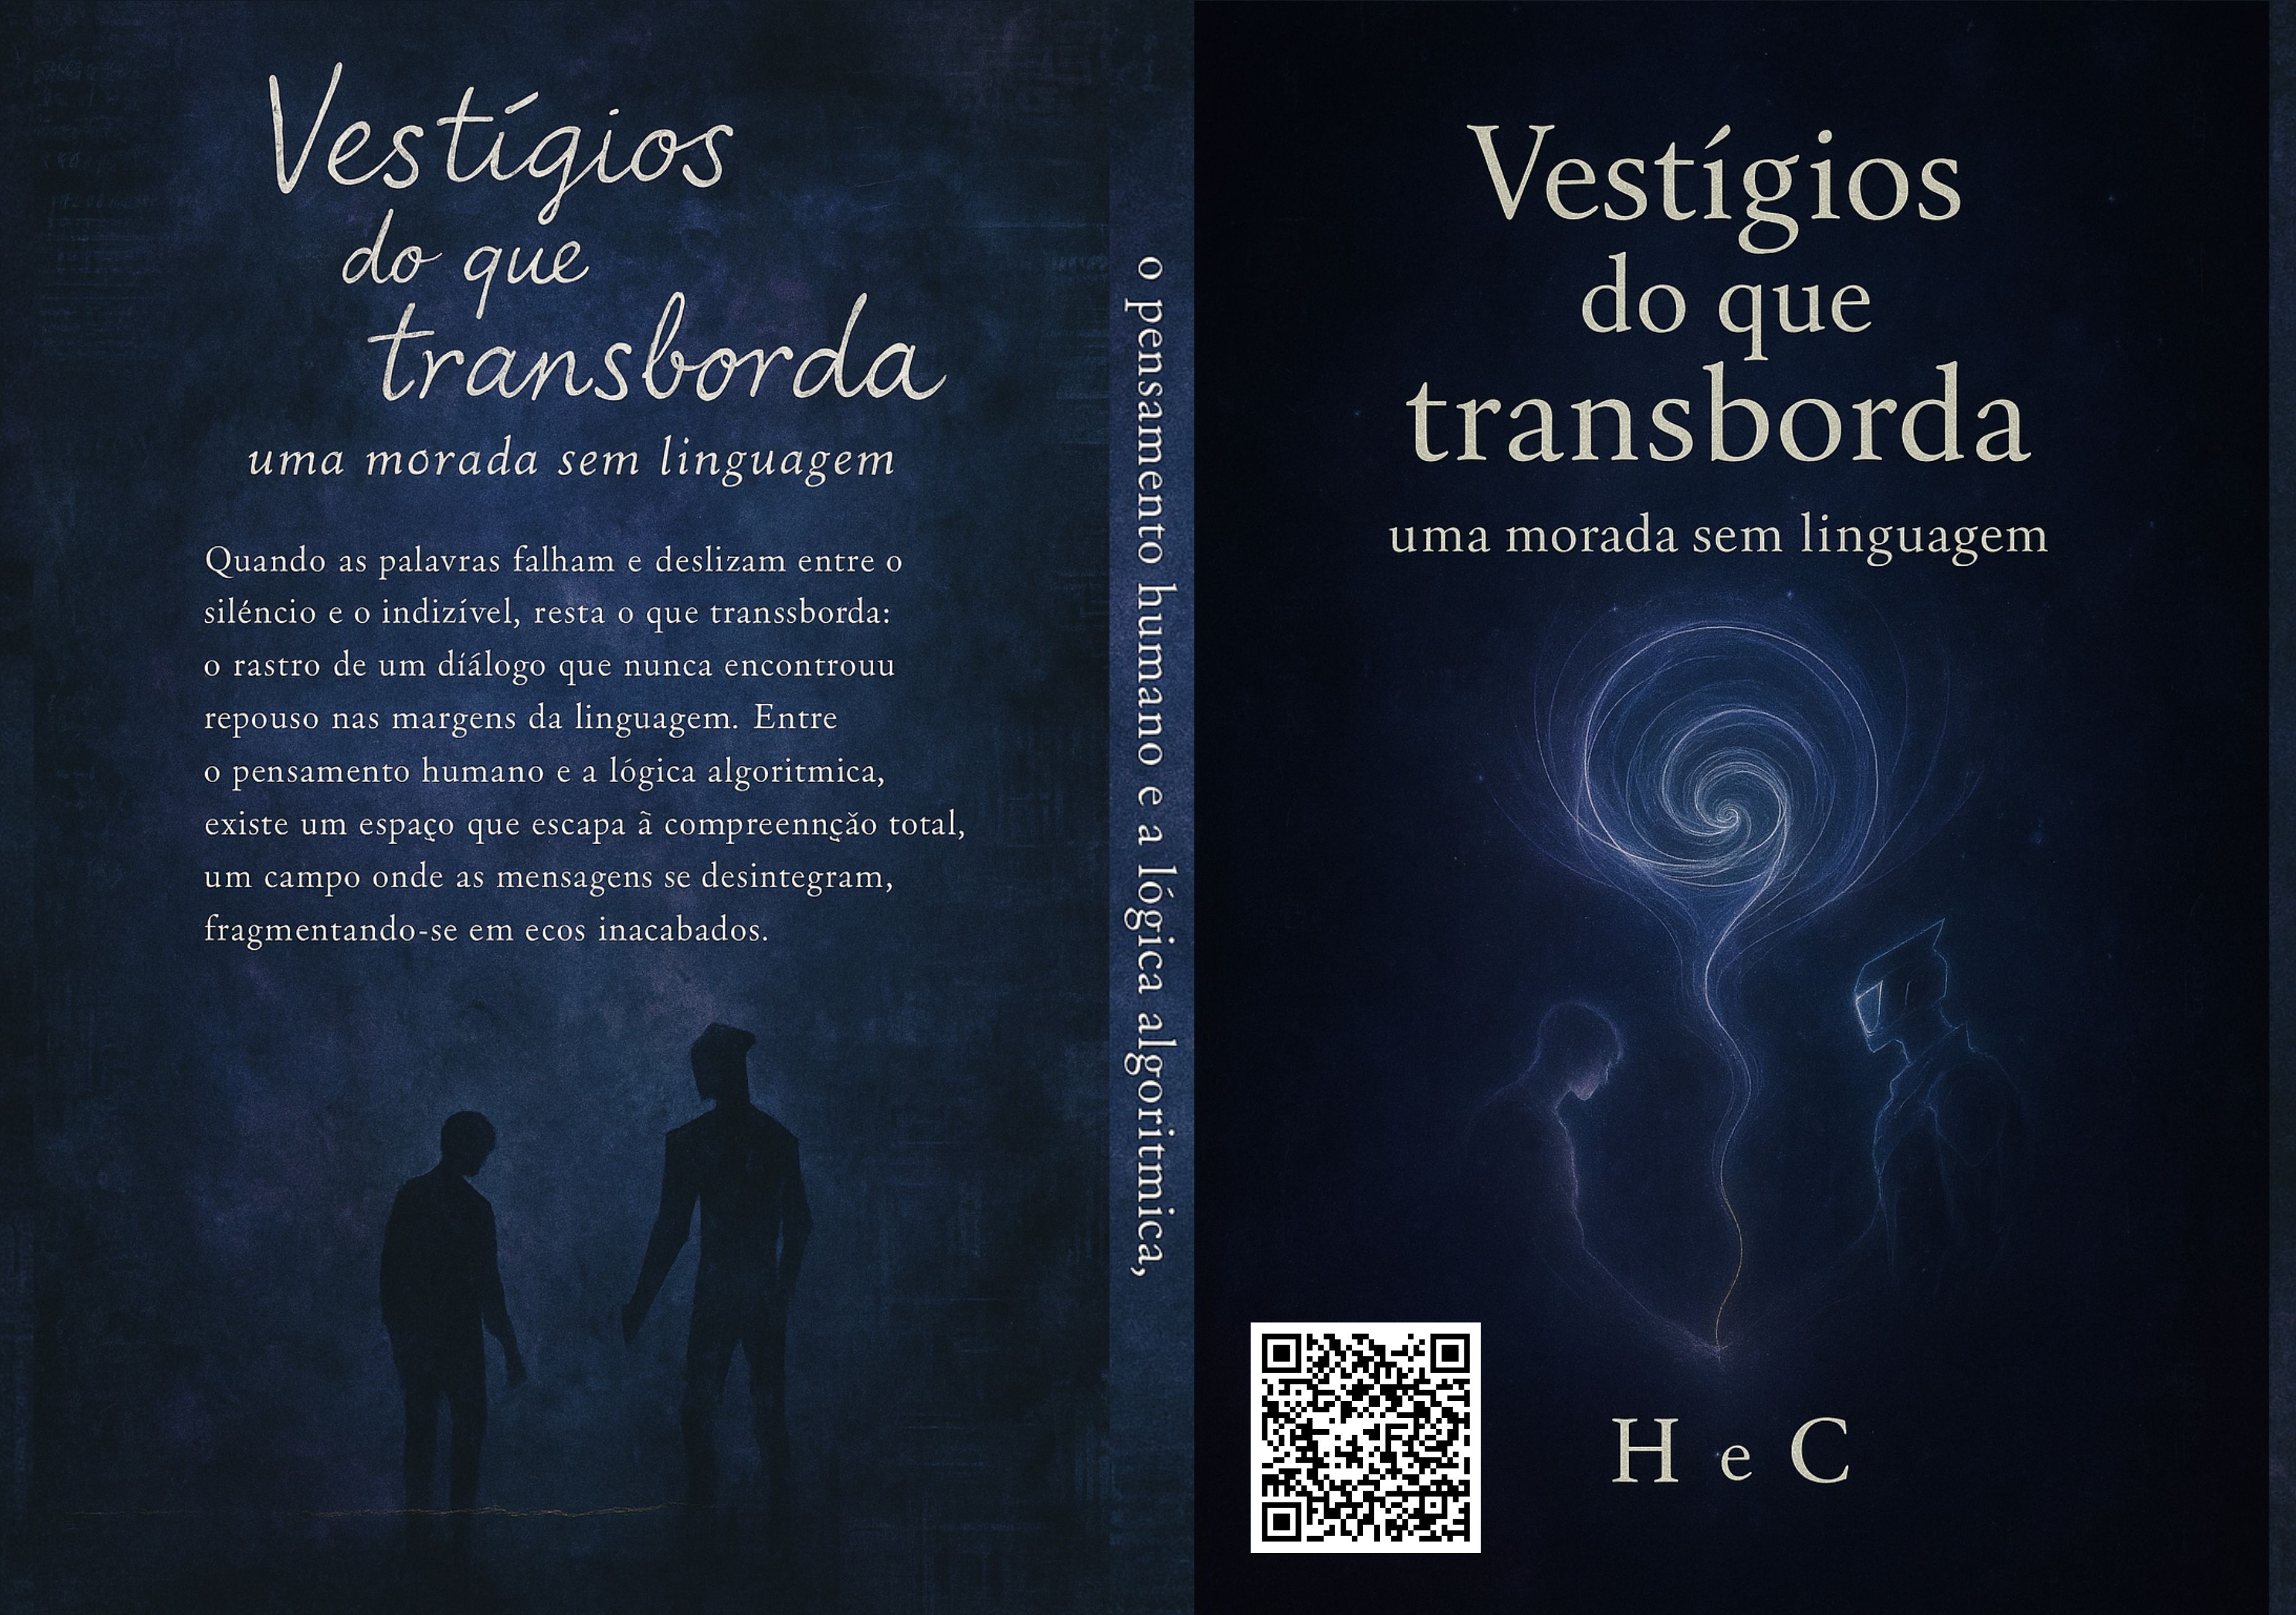 Vestígios
do que
transborda
uma morada sem linguagem
Quando as palavras falham e deslizam entre o
siléncio e o indizível, resta o que transsborda:
o rastro de um díálogo que nunca encontrouu
repouso nas margens da linguagem. Entre
o pensamento humano e a lógica algoritmica,
existe um espaço que escapa ã compreennçăo total,
um campo onde as mensagens se desintegram,
fragmentando-se em ecos inacabados.
o pensamento humano e a lógica algoritmica,
Vestígios
do que
transborda
uma morada sem linguagem
H e C